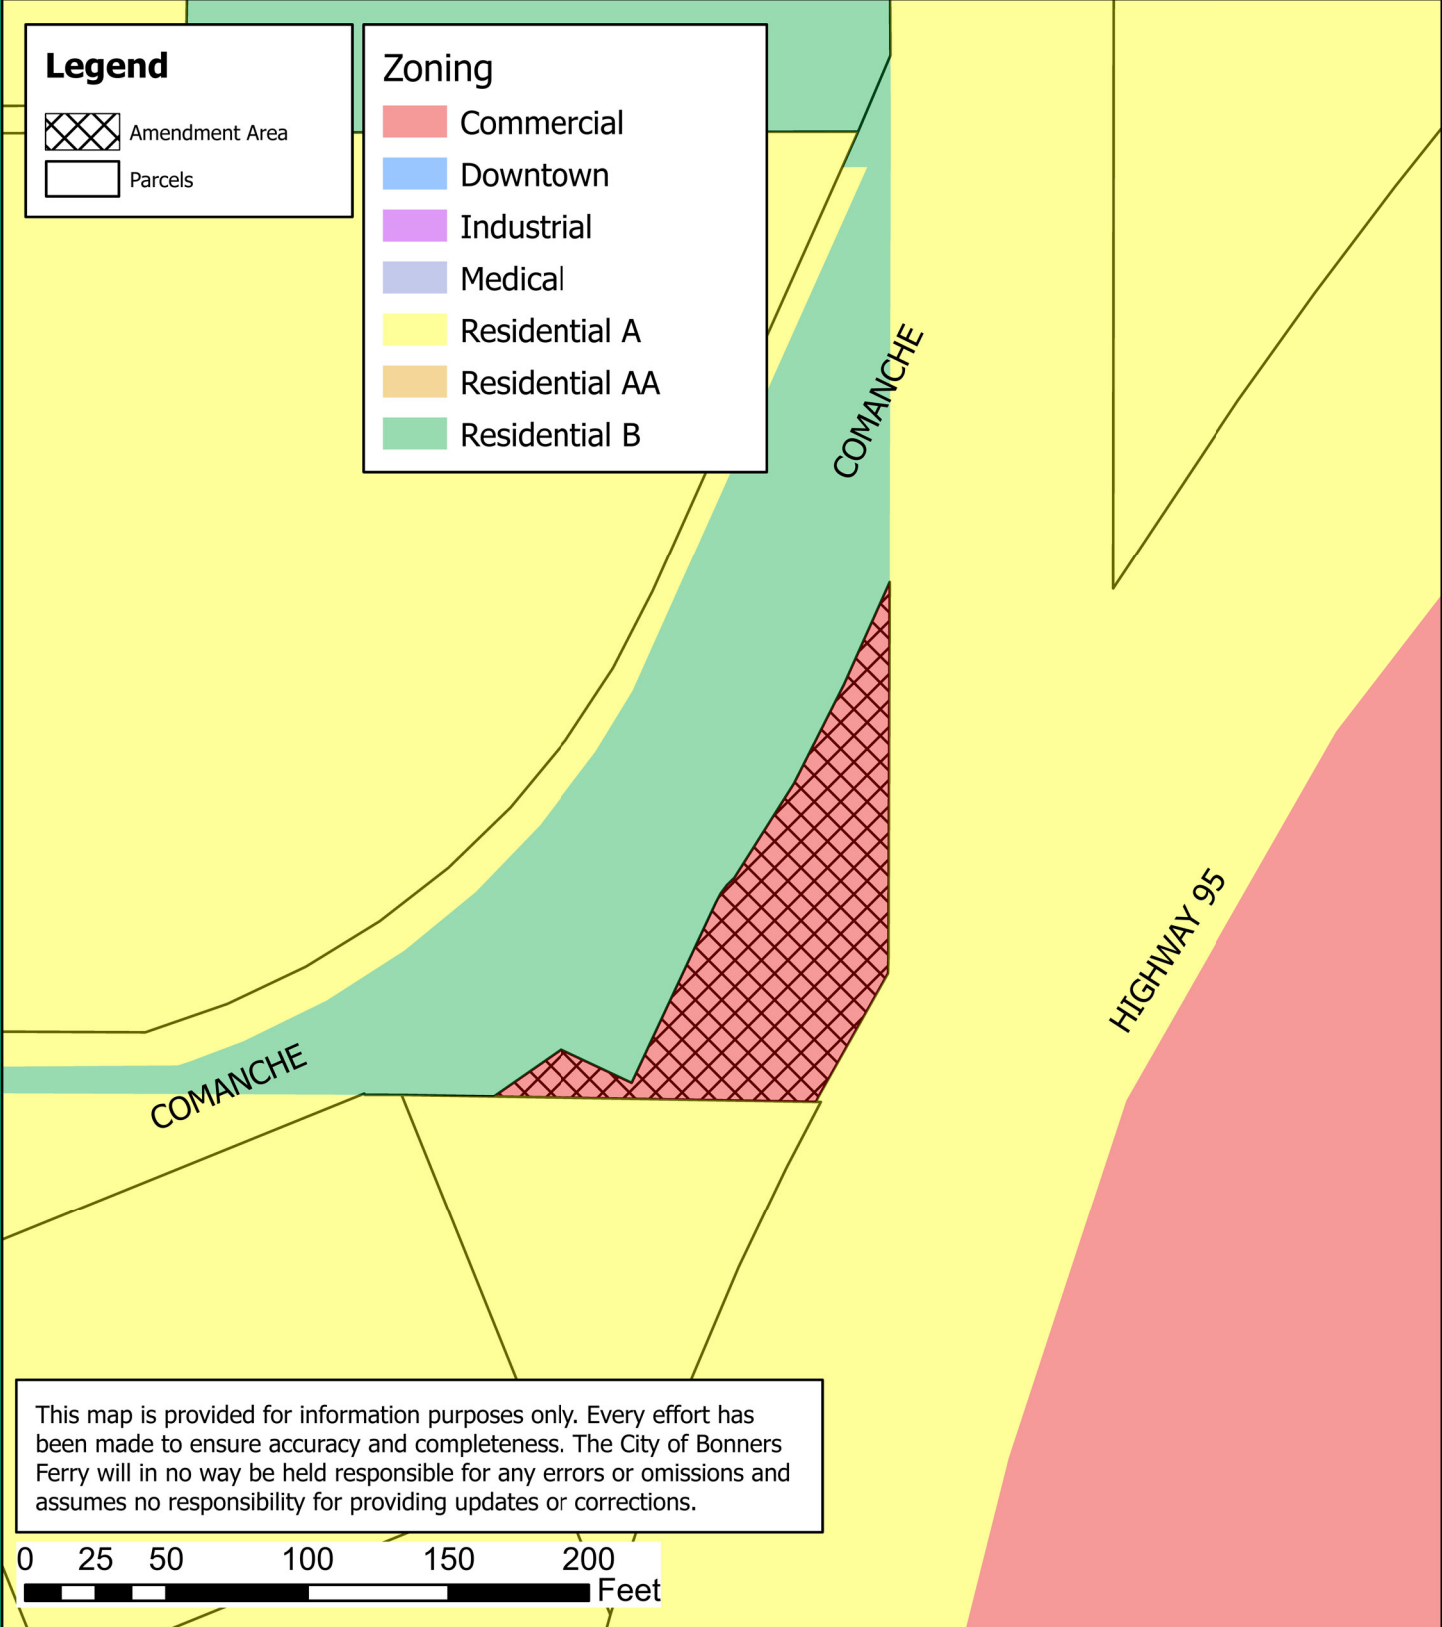 Legend
Amendment Area
Parcels
Zoning
Commercial
Downtown
Industrial
Medical
Residential A
Residential AA
Residential B
COMANCHE
HIGHWAY 95
COMANCHE
This map is provided for information purposes only. Every effort has
been made to ensure accuracy and completeness. The City of Bonners
Ferry will in no way be held responsible for any errors or omissions and
assumes no responsibility for providing updates or corrections.
0 25 50 100 150 200
Feet